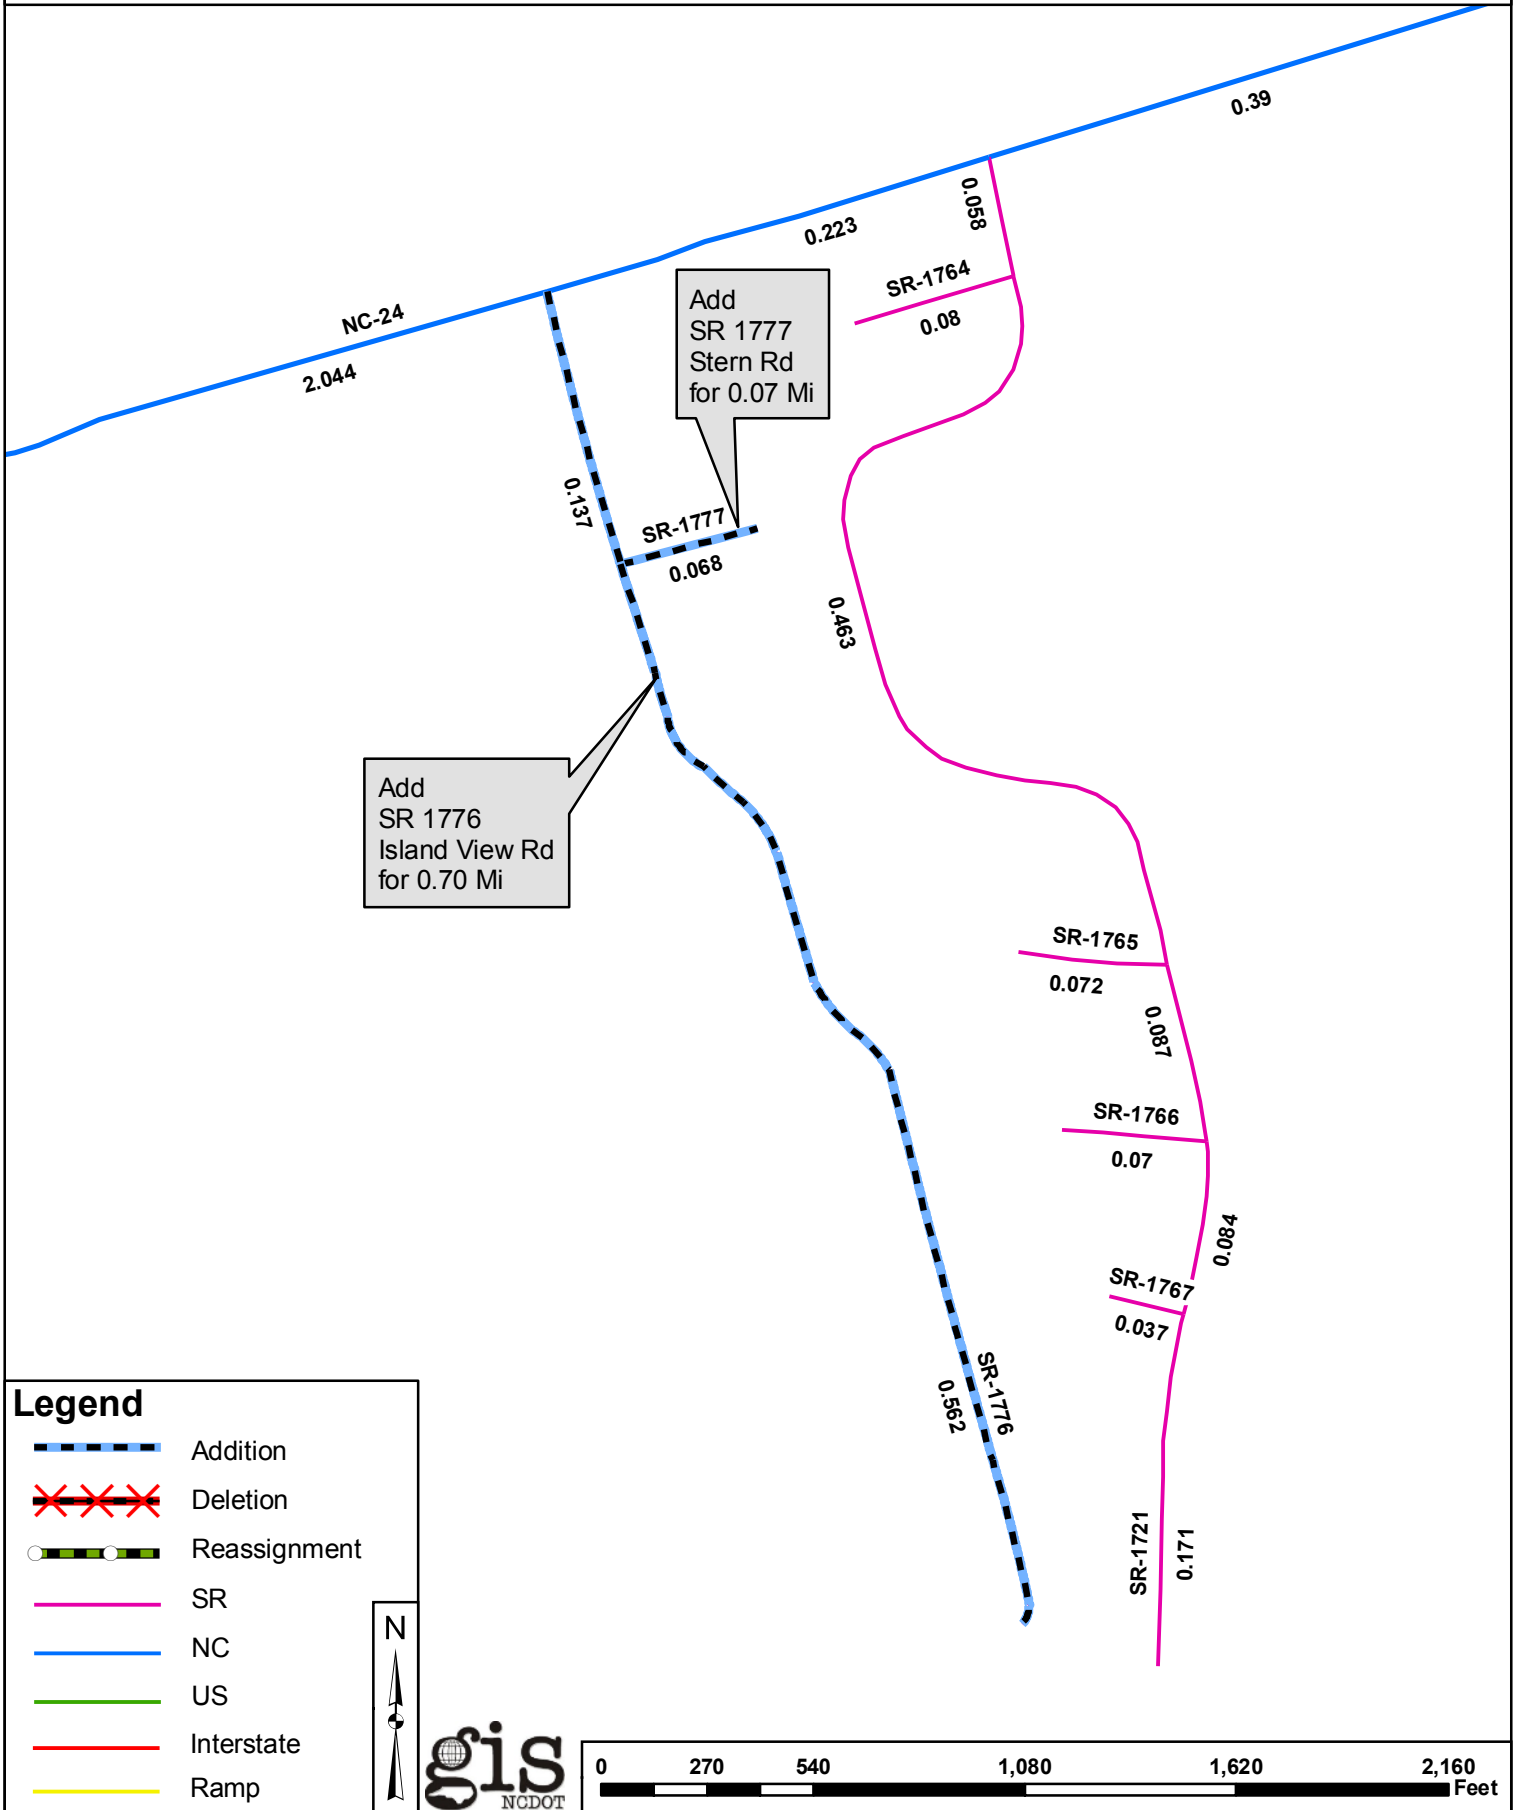 0.39
0.058
0.223
SR-1764
0.08
NC-24
2.044
Add
SR 1777
Stern Rd
for 0.07 Mi
0.137
SR-1777
0.068
0.463
Add
SR 1776
Island View Rd
for 0.70 Mi
SR-1765
0.072
0.087
SR-1766
0.07
0.084
SR-1767
0.037
SR-1776
0.562
SR-1721
0.171
Legend
Addition
Deletion
Reassignment
SR
NC
US
Interstate
Ramp
N
gis
NCDOT
0 270 540 1,080 1,620 2,160
Feet